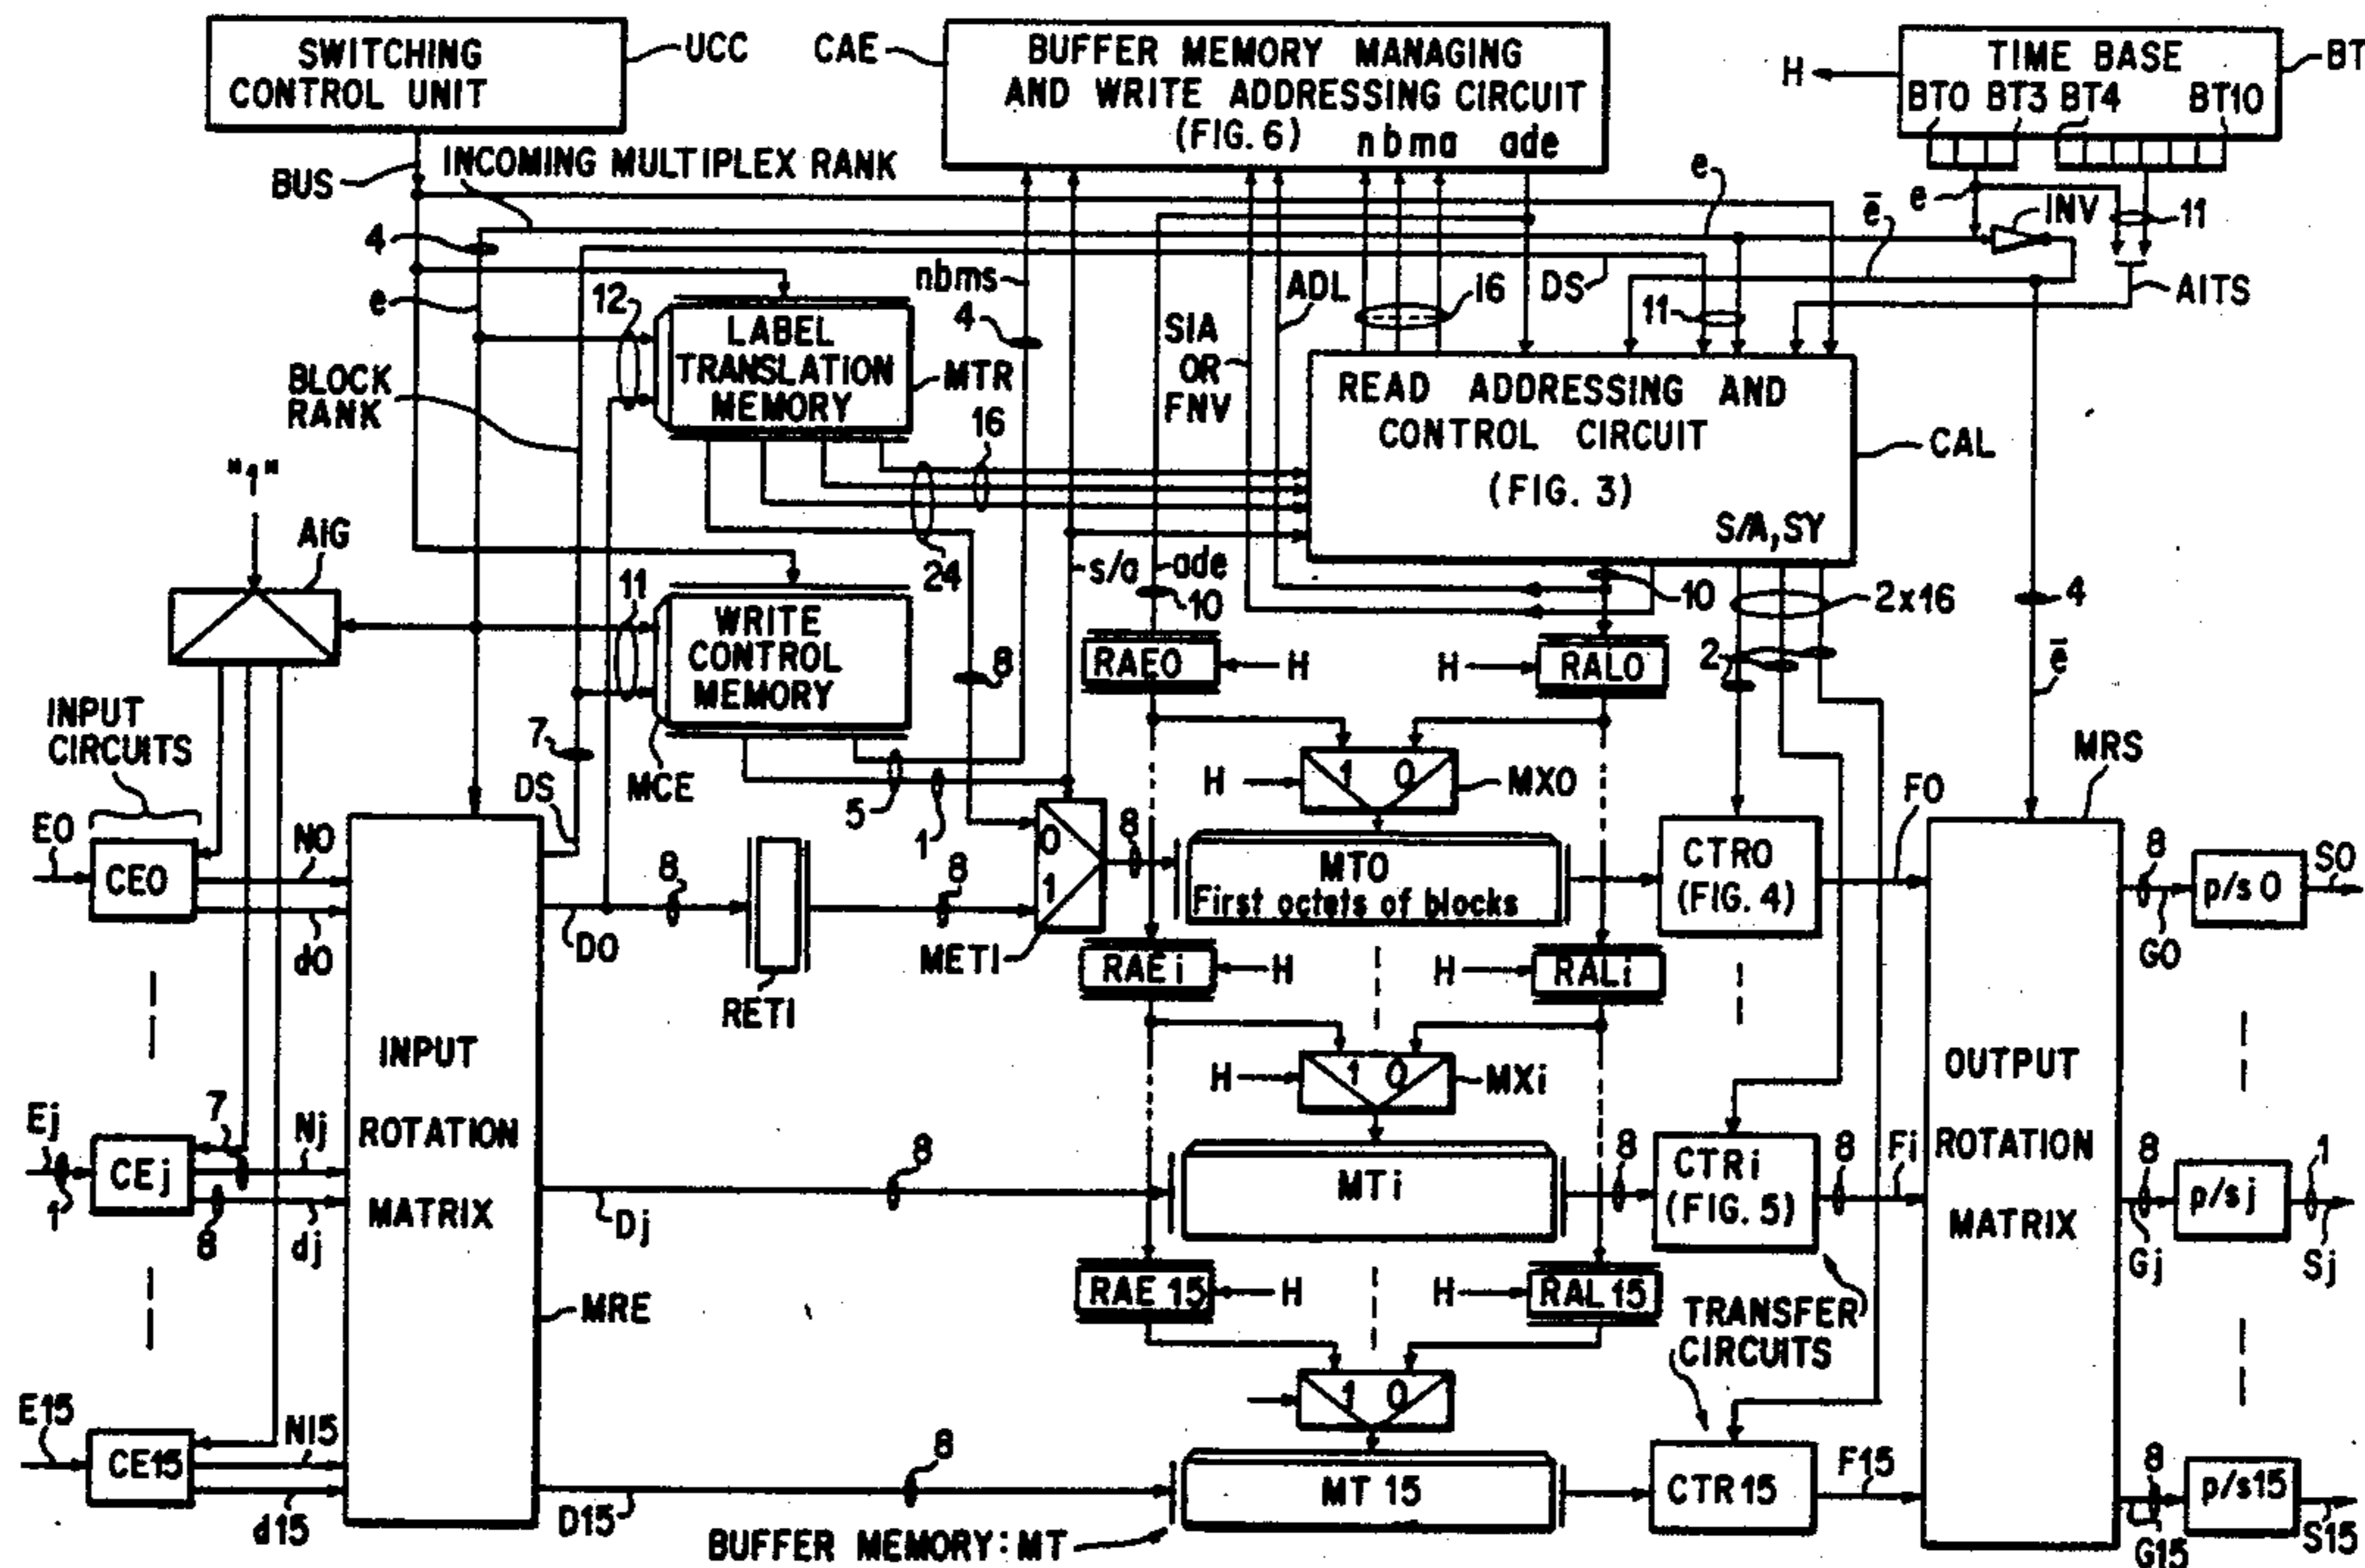 SWITCHING
CONTROL UNIT
UCC
CAE
BUFFER MEMORY MANAGING
AND WRITE ADDRESSING CIRCUIT
(FIG. 6)
nbma
ade
H
TIME BASE
BT0 BT3 BT4 BT10
BT
BUS
INCOMING MULTIPLEX RANK
e
e
ē
INV
11
AITS
4
e
12
nbms
4
SIA
OR
FNV
ADL
16
DS
11
LABEL
TRANSLATION
MEMORY
MTR
16
24
BLOCK
RANK
READ ADDRESSING AND
CONTROL CIRCUIT
(FIG. 3)
S/A, SY
CAL
"1"
AIG
11
WRITE
CONTROL
MEMORY
MCE
s/a
ade
10
8
10
2
2x16
4
ē
RAE0
H
H
RAL0
INPUT
CIRCUITS
7
DS
5
1
H
1 0
MX0
MRS
E0
CE0
N0
d0
D0
8
RETI
8
0
1
METI
8
MT0
First octets of blocks
CTR0
(FIG. 4)
F0
8
G0
p/s 0
S0
RAEi
H
H
RALi
INPUT
ROTATION
MATRIX
MRE
H
1 0
MXi
OUTPUT
ROTATION
MATRIX
Ej
1
CEj
7
Nj
8
dj
Dj
8
MTi
8
CTRi
(FIG. 5)
8
Fi
8
Gj
p/sj
1
Sj
RAE 15
H
H
RAL 15
TRANSFER
CIRCUITS
1 0
E15
CE15
N15
d15
D15
8
MT 15
CTR15
F15
8
G15
p/s15
S15
BUFFER MEMORY: MT